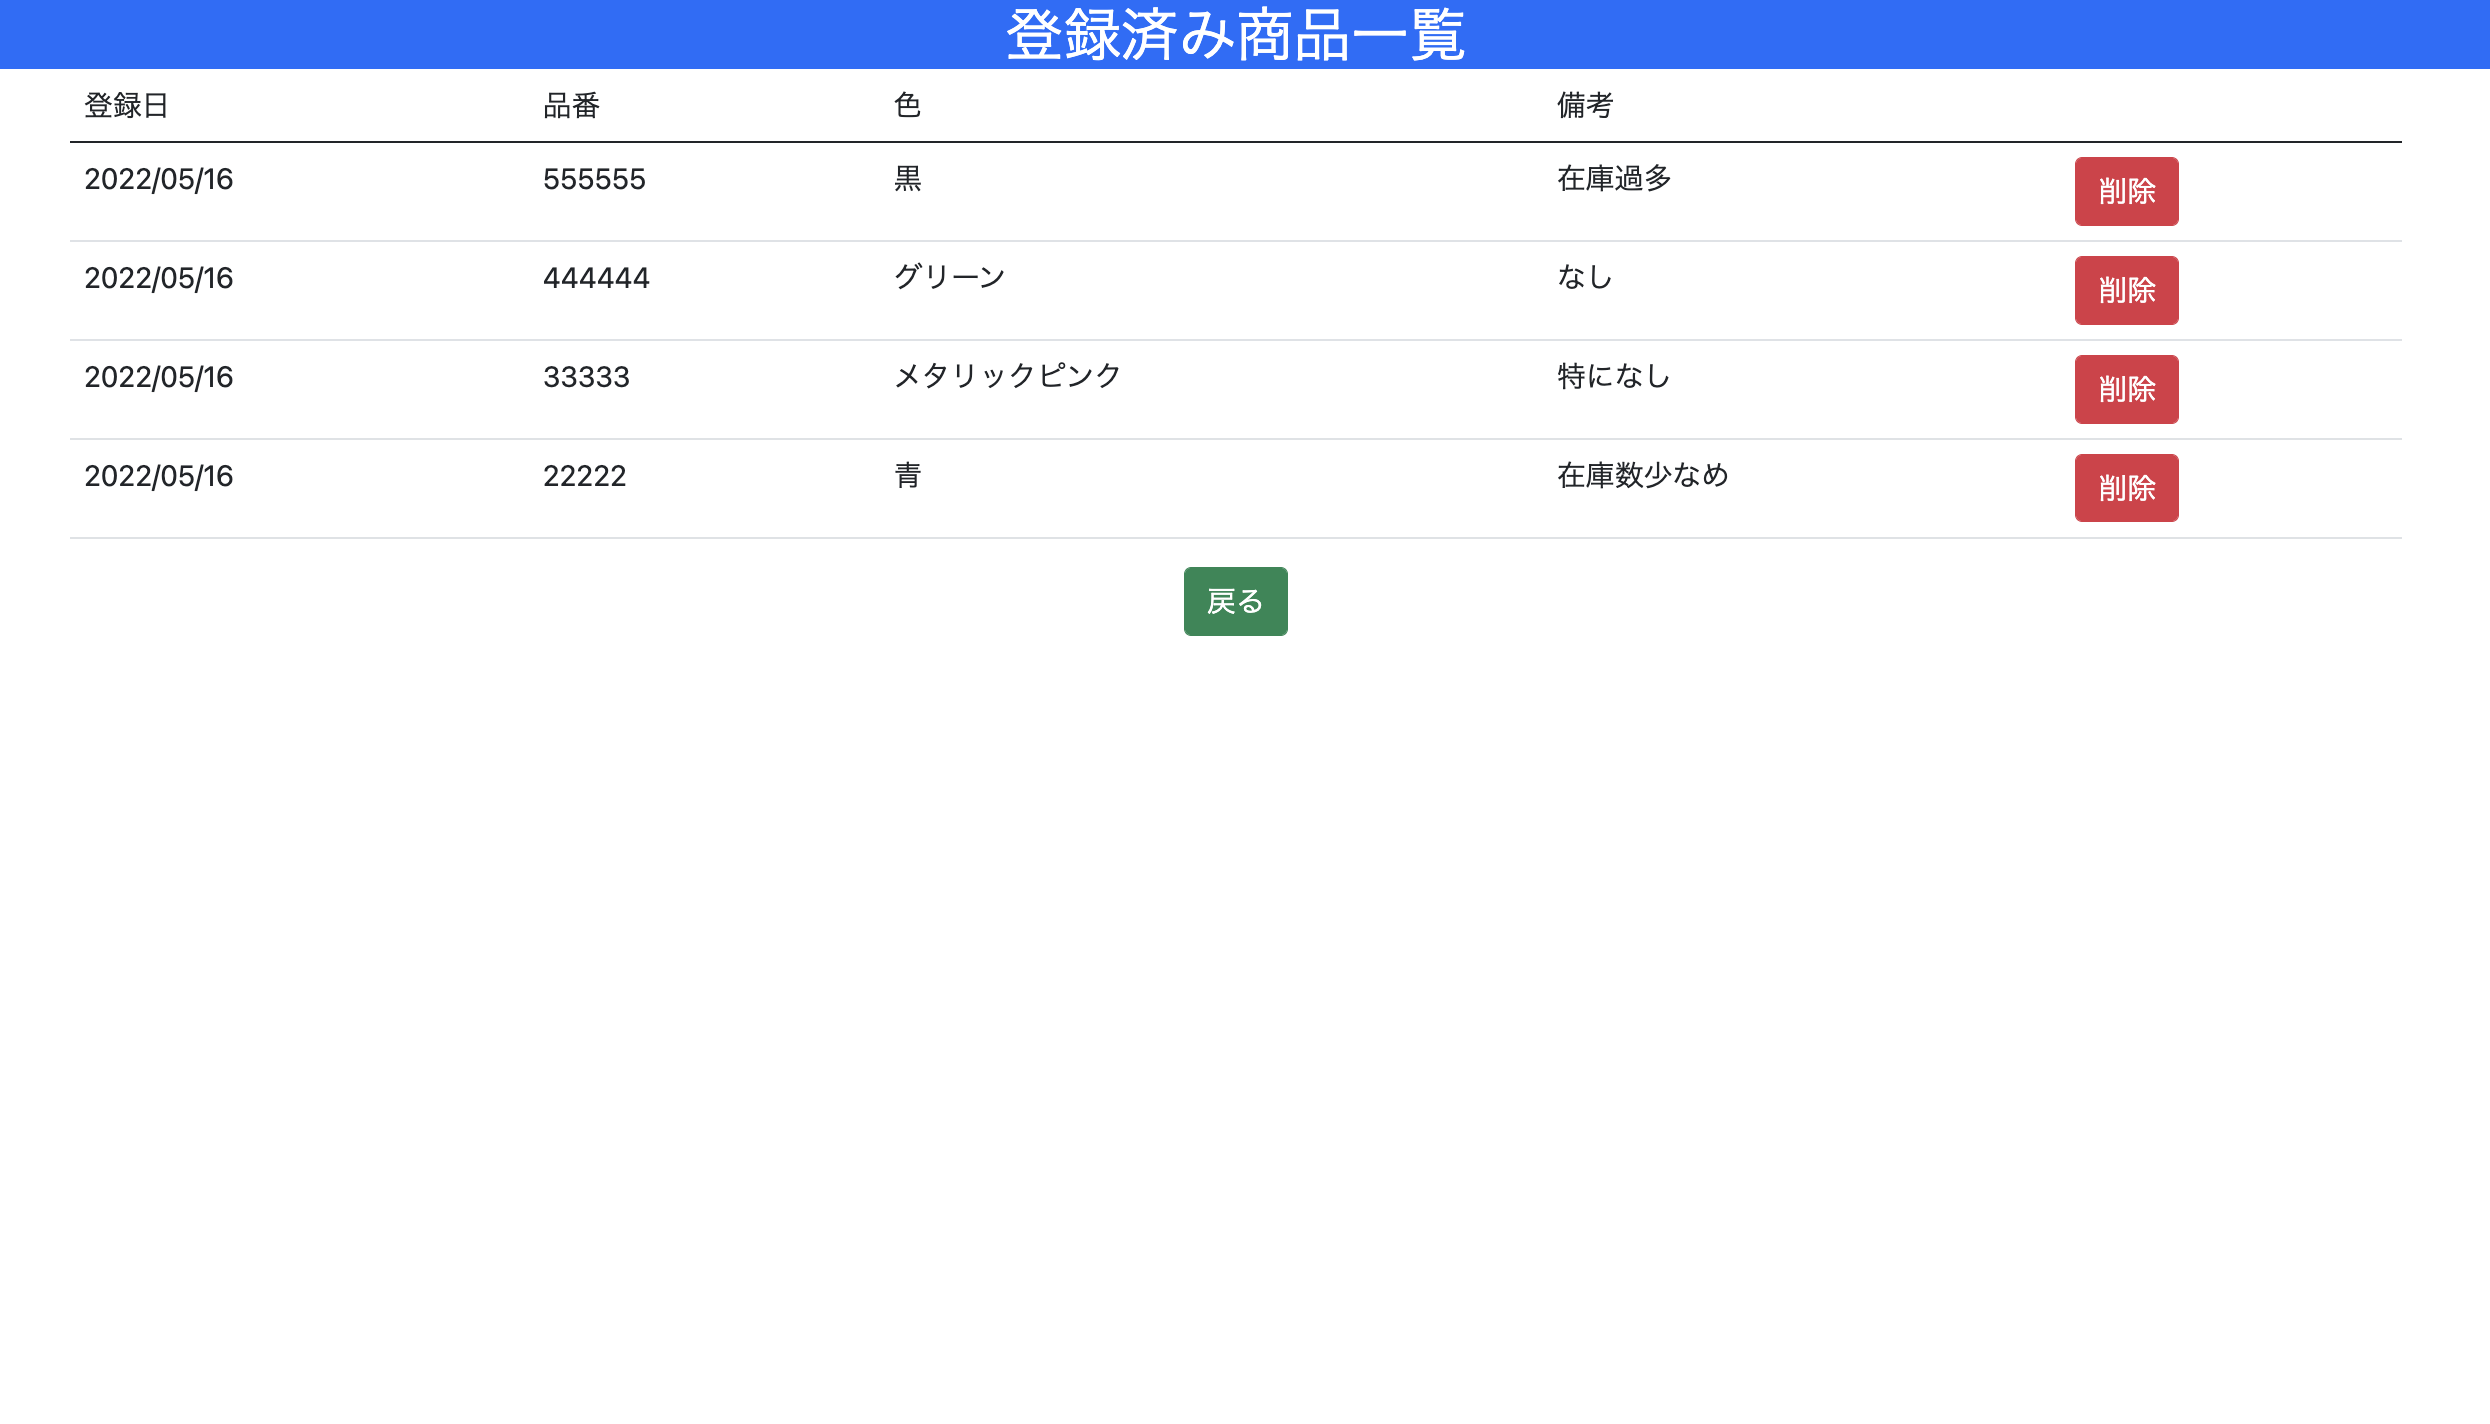 登録済み商品一覧
登録日 品番 色 備考
2022/05/16 555555 黒 在庫過多 削除
2022/05/16 444444 グリーン なし 削除
2022/05/16 33333 メタリックピンク 特になし 削除
2022/05/16 22222 青 在庫数少なめ 削除
戻る